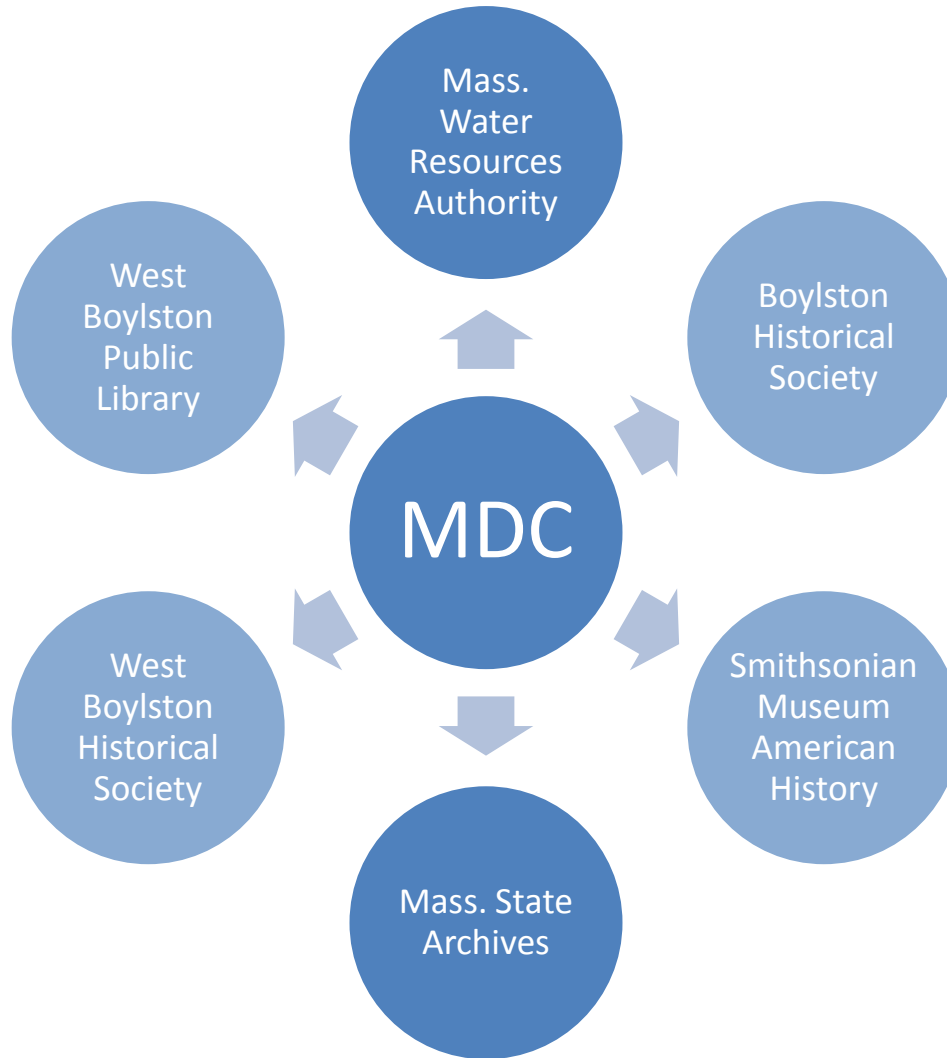 Mass.
Water
Resources
Authority
West
Boylston
Public
Library
Boylston
Historical
Society
MDC
West
Boylston
Historical
Society
Smithsonian
Museum
American
History
Mass. State
Archives